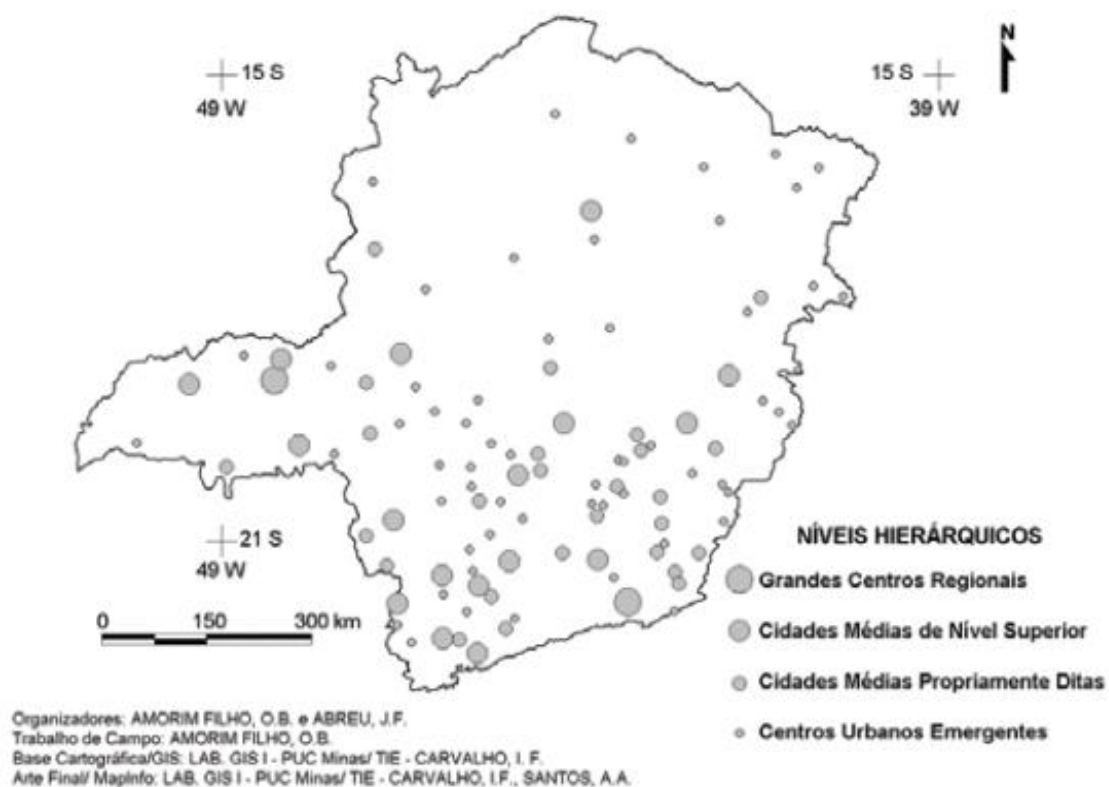 N
15 S
49 W
15 S
39 W
21 S
49 W
0 150 300 km
NÍVEIS HIERÁRQUICOS
Grandes Centros Regionais
Cidades Médias de Nível Superior
Cidades Médias Propriamente Ditas
Centros Urbanos Emergentes
Organizadores: AMORIM FILHO, O.B. e ABREU, J.F.
Trabalho de Campo: AMORIM FILHO, O.B.
Base Cartográfica/GIS: LAB. GIS I - PUC Minas/ TIE - CARVALHO, I. F.
Arte Final/ MapInfo: LAB. GIS I - PUC Minas/ TIE - CARVALHO, I.F., SANTOS, A.A.